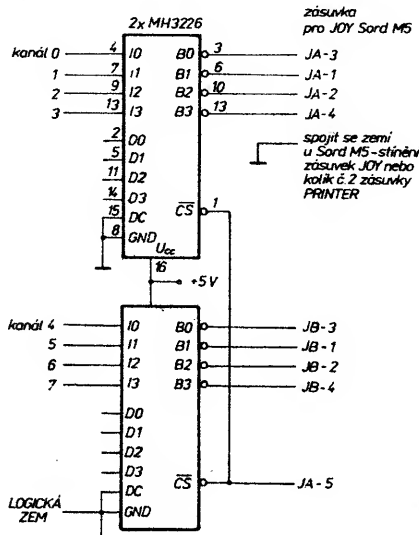 2x MH3226
zásuvka
pro JOY Sord M5
kanál 0 4 I0 B0 3 JA-3
1 7 I1 B1 6 JA-1
2 9 I2 B2 10 JA-2
3 13 I3 B3 13 JA-4
2 D0
5 D1
11 D2
14 D3
15 DC
8 GND
CS 1
Ucc
16
+5V
spojit se zemí
u Sord M5-stínění
zásuvek JOY nebo
kolík č.2 zásuvky
PRINTER
kanál 4 I0 B0 JB-3
5 I1 B1 JB-1
6 I2 B2 JB-2
7 I3 B3 JB-4
D0
D1
D2
D3
DC
CS JA-5
LOGICKÁ
ZEM
GND